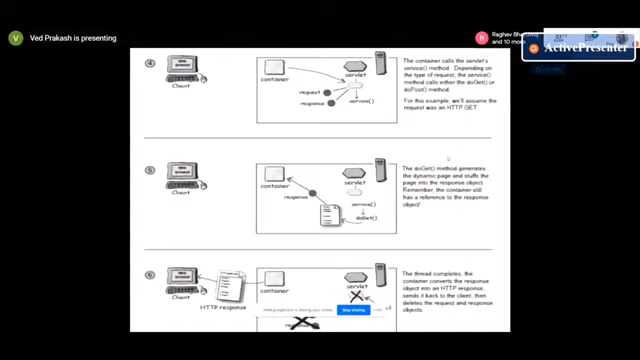 V Ved Prakash is presenting
R Raghav Bhardwaj
and 10 more
ActivePresenter
4
Client
container
servlet
request
response
service()
The container calls the servlet's
service() method. Depending on
the type of request, the service()
method calls either the doGet() or
doPost() method.
For this example, we'll assume the
request was an HTTP GET
5
Client
container
servlet
response
service()
doGet()
The doGet() method generates
the dynamic page and stuffs the
page into the response object.
Remember, the container still
has a reference to the response
object!
6
Client
HTTP response
container
servlet
response
The thread completes, the
container converts the response
object into an HTTP response,
sends it back to the client, then
deletes the request and response
objects.
meet.google.com is sharing your screen.
Stop sharing
Hide